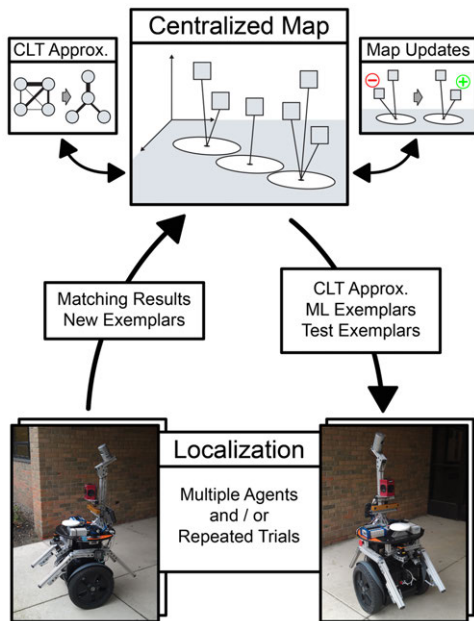 CLT Approx.
Centralized Map
Map Updates
Matching Results
New Exemplars
CLT Approx.
ML Exemplars
Test Exemplars
Localization
Multiple Agents
and / or
Repeated Trials